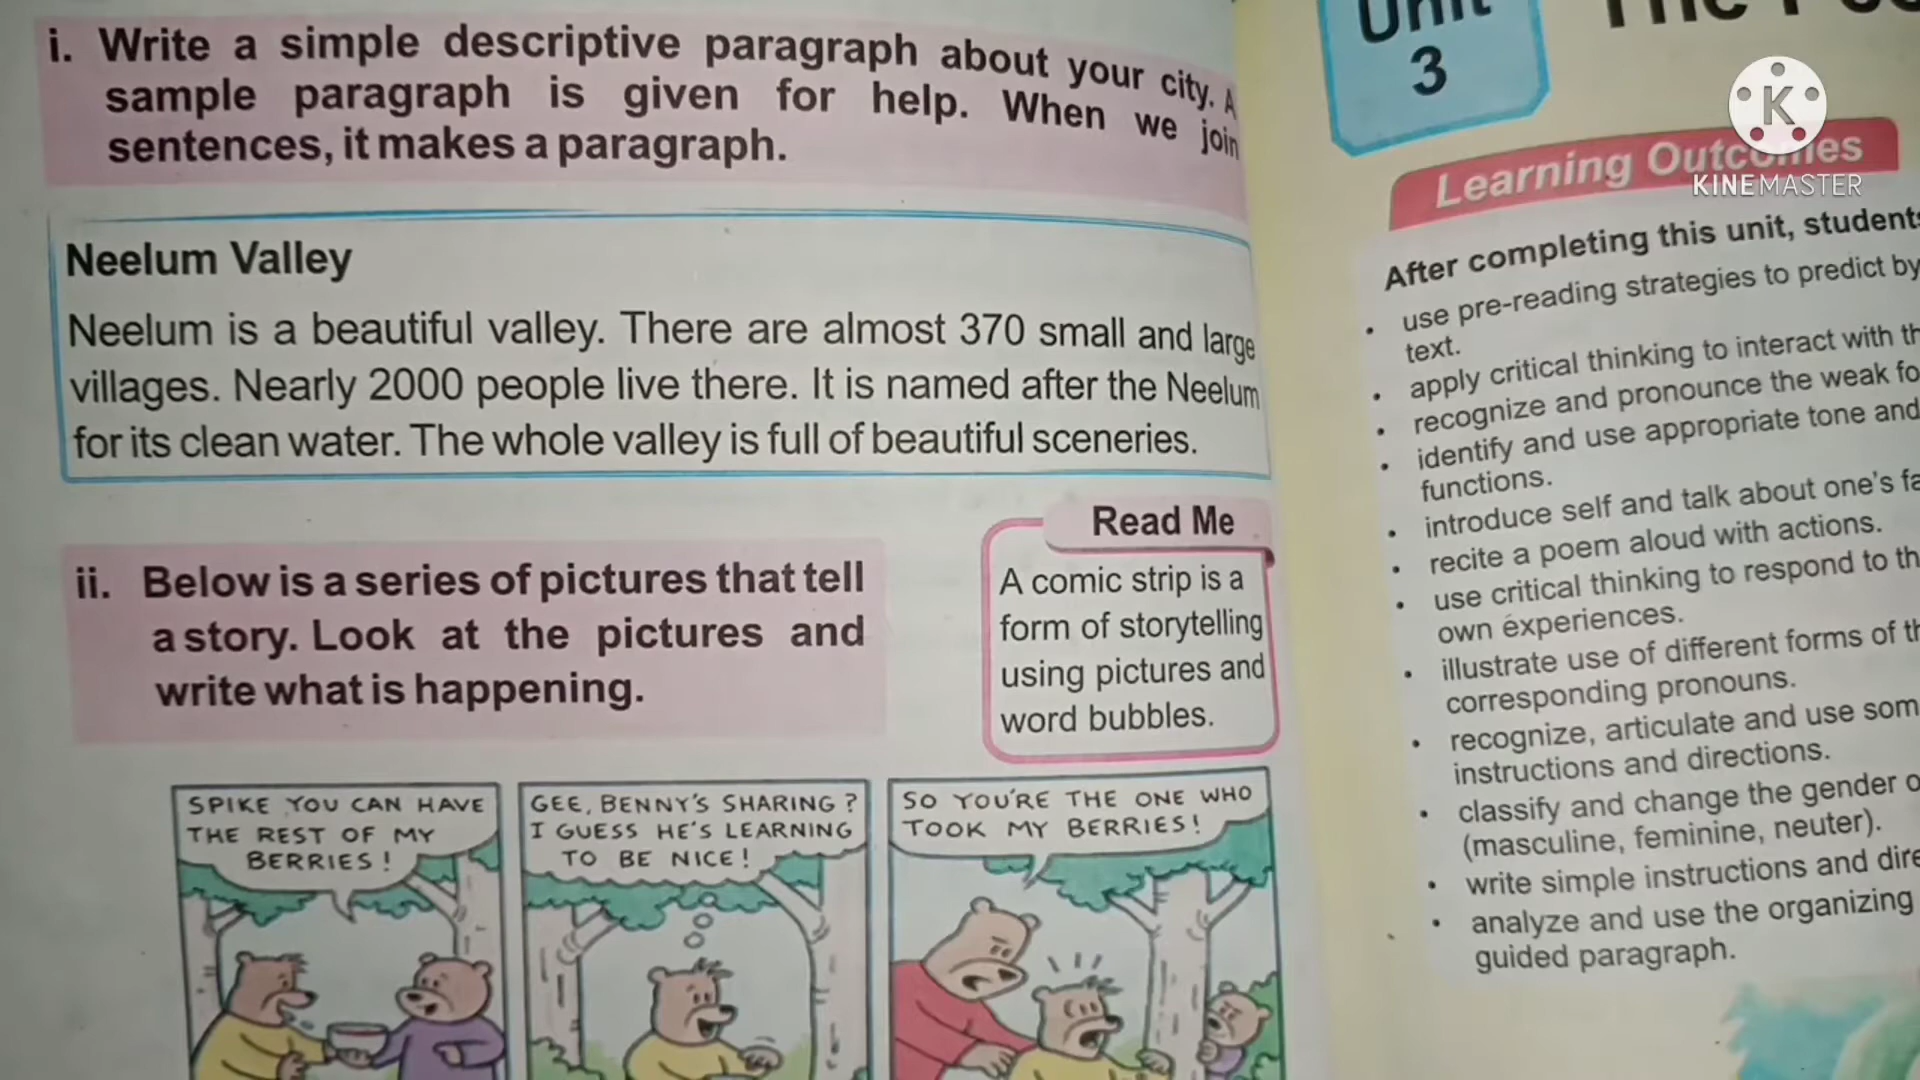 i. Write a simple descriptive paragraph about your city. A
sample paragraph is given for help. When we join
sentences, it makes a paragraph.
Neelum Valley
Neelum is a beautiful valley. There are almost 370 small and large
villages. Nearly 2000 people live there. It is named after the Neelum
for its clean water. The whole valley is full of beautiful sceneries.
ii. Below is a series of pictures that tell
a story. Look at the pictures and
write what is happening.
Read Me
A comic strip is a
form of storytelling
using pictures and
word bubbles.
SPIKE YOU CAN HAVE
THE REST OF MY
BERRIES!
GEE, BENNY'S SHARING?
I GUESS HE'S LEARNING
TO BE NICE!
SO YOU'RE THE ONE WHO
TOOK MY BERRIES!
Unit
3
K
KINEMASTER
Learning Outcomes
After completing this unit, students
• use pre-reading strategies to predict by
text.
• apply critical thinking to interact with
• recognize and pronounce the weak
• identify and use appropriate tone and
functions.
• introduce self and talk about one's
• recite a poem aloud with actions.
• use critical thinking to respond to
own experiences.
• illustrate use of different forms of
corresponding pronouns.
• recognize, articulate and use
instructions and directions.
• classify and change the gender
(masculine, feminine, neuter).
• write simple instructions and
• analyze and use the organizing
guided paragraph.